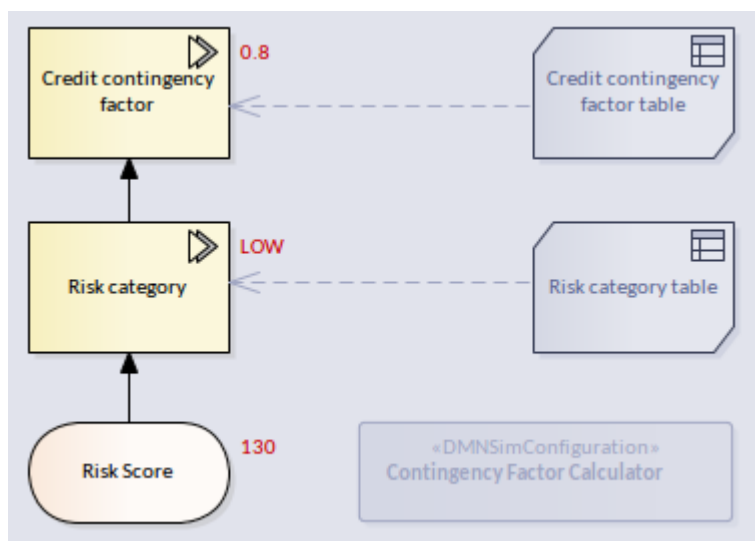 Credit contingency
factor
0.8
Credit contingency
factor table
Risk category
LOW
Risk category table
Risk Score
130
«DMNSimConfiguration»
Contingency Factor Calculator